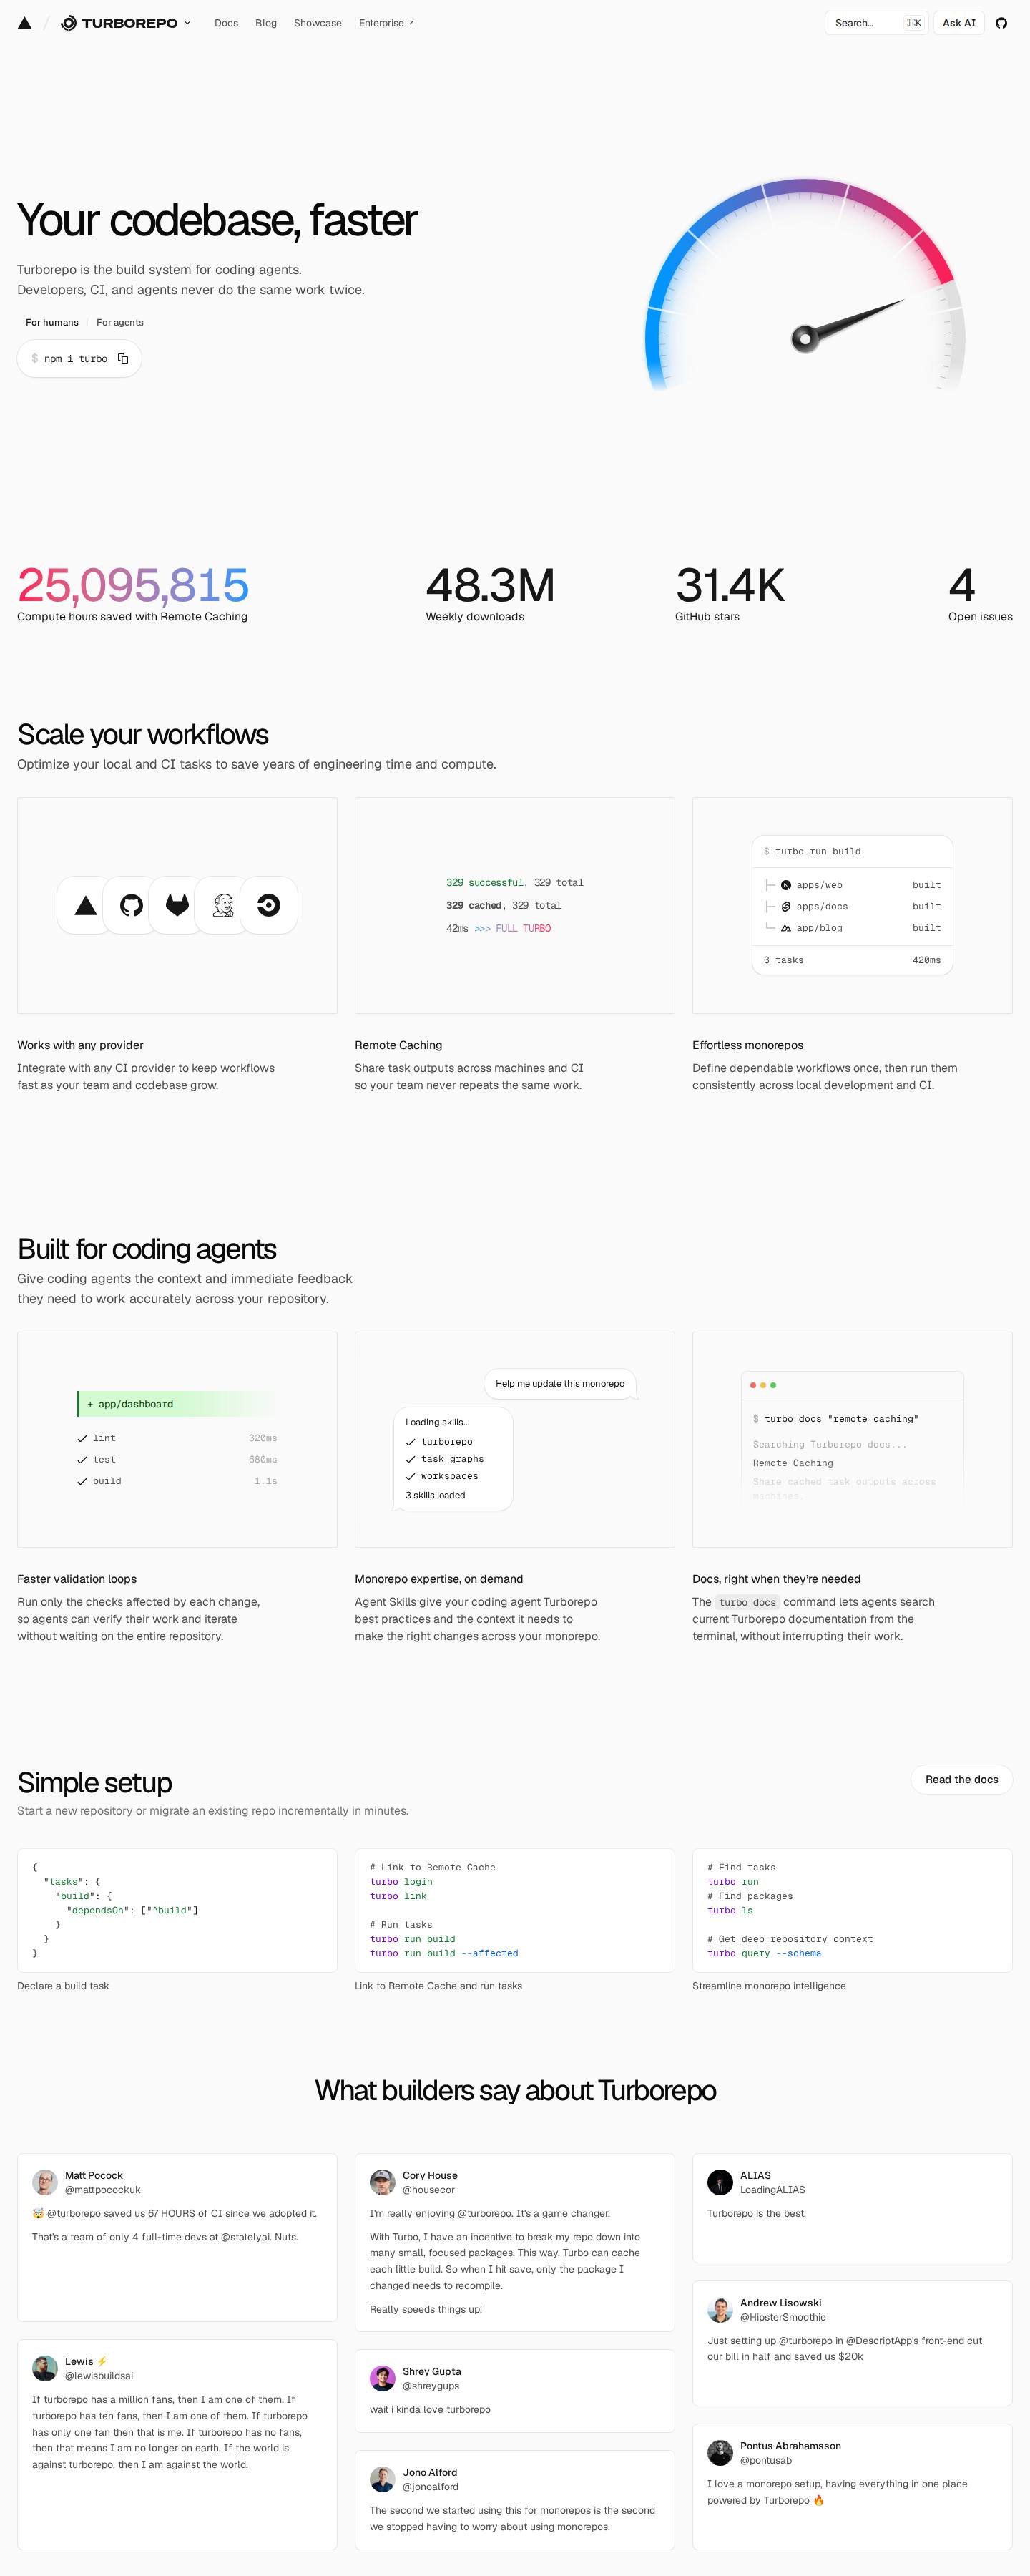 TURBOREPO
Docs
Blog
Showcase
Enterprise
Search...
⌘K
Ask AI
Your codebase, faster
Turborepo is the build system for coding agents.
Developers, CI, and agents never do the same work twice.
For humans
For agents
$ npm i turbo
25,095,815
Compute hours saved with Remote Caching
48.3M
Weekly downloads
31.4K
GitHub stars
4
Open issues
Scale your workflows
Optimize your local and CI tasks to save years of engineering time and compute.
329 successful, 329 total
329 cached, 329 total
42ms >>> FULL TURBO
$ turbo run build
apps/web built
apps/docs built
app/blog built
3 tasks 420ms
Works with any provider
Integrate with any CI provider to keep workflows
fast as your team and codebase grow.
Remote Caching
Share task outputs across machines and CI
so your team never repeats the same work.
Effortless monorepos
Define dependable workflows once, then run them
consistently across local development and CI.
Built for coding agents
Give coding agents the context and immediate feedback
they need to work accurately across your repository.
+ app/dashboard
lint 320ms
test 680ms
build 1.1s
Help me update this monorepo
Loading skills...
turborepo
task graphs
workspaces
3 skills loaded
$ turbo docs "remote caching"
Searching Turborepo docs...
Remote Caching
Share cached task outputs across
machines
Faster validation loops
Run only the checks affected by each change,
so agents can verify their work and iterate
without waiting on the entire repository.
Monorepo expertise, on demand
Agent Skills give your coding agent Turborepo
best practices and the context it needs to
make the right changes across your monorepo.
Docs, right when they're needed
The turbo docs command lets agents search
current Turborepo documentation from the
terminal, without interrupting their work.
Simple setup
Start a new repository or migrate an existing repo incrementally in minutes.
Read the docs
{
"tasks": {
"build": {
"dependsOn": ["^build"]
}
}
}
Declare a build task
# Link to Remote Cache
turbo login
turbo link
# Run tasks
turbo run build
turbo run build --affected
Link to Remote Cache and run tasks
# Find tasks
turbo run
# Find packages
turbo ls
# Get deep repository context
turbo query --schema
Streamline monorepo intelligence
What builders say about Turborepo
Matt Pocock
@mattpocockuk
🤯 @turborepo saved us 67 HOURS of CI since we adopted it.
That's a team of only 4 full-time devs at @statelyai. Nuts.
Lewis ⚡
@lewisbuildsai
If turborepo has a million fans, then I am one of them. If
turborepo has ten fans, then I am one of them. If turborepo
has only one fan then that is me. If turborepo has no fans,
then that means I am no longer on earth. If the world is
against turborepo, then I am against the world.
Cory House
@housecor
I'm really enjoying @turborepo. It's a game changer.
With Turbo, I have an incentive to break my repo down into
many small, focused packages. This way, Turbo can cache
each little build. So when I hit save, only the package I
changed needs to recompile.
Really speeds things up!
Shrey Gupta
@shreygups
wait i kinda love turborepo
Jono Alford
@jonoalford
The second we started using this for monorepos is the second
we stopped having to worry about using monorepos.
ALIAS
LoadingALIAS
Turborepo is the best.
Andrew Lisowski
@HipsterSmoothie
Just setting up @turborepo in @DescriptApp's front-end cut
our bill in half and saved us $20k
Pontus Abrahamsson
@pontusab
I love a monorepo setup, having everything in one place
powered by Turborepo 🔥